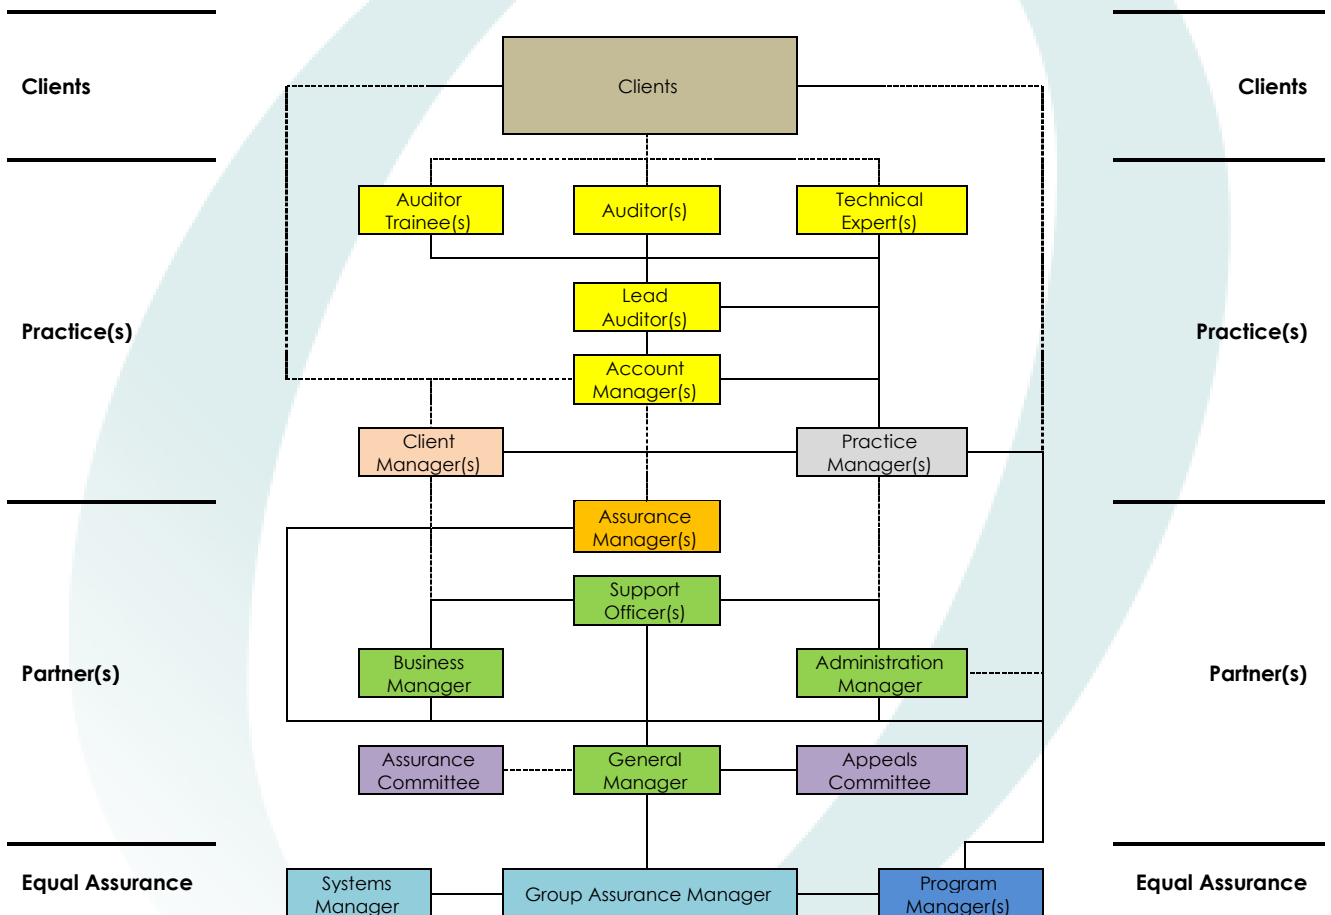 Clients
Clients
Clients
Auditor
Trainee(s)
Auditor(s)
Technical
Expert(s)
Lead
Auditor(s)
Practice(s)
Practice(s)
Account
Manager(s)
Client
Manager(s)
Practice
Manager(s)
Assurance
Manager(s)
Support
Officer(s)
Business
Manager
Administration
Manager
Partner(s)
Partner(s)
Assurance
Committee
General
Manager
Appeals
Committee
Equal Assurance
Systems
Manager
Group Assurance Manager
Program
Manager(s)
Equal Assurance